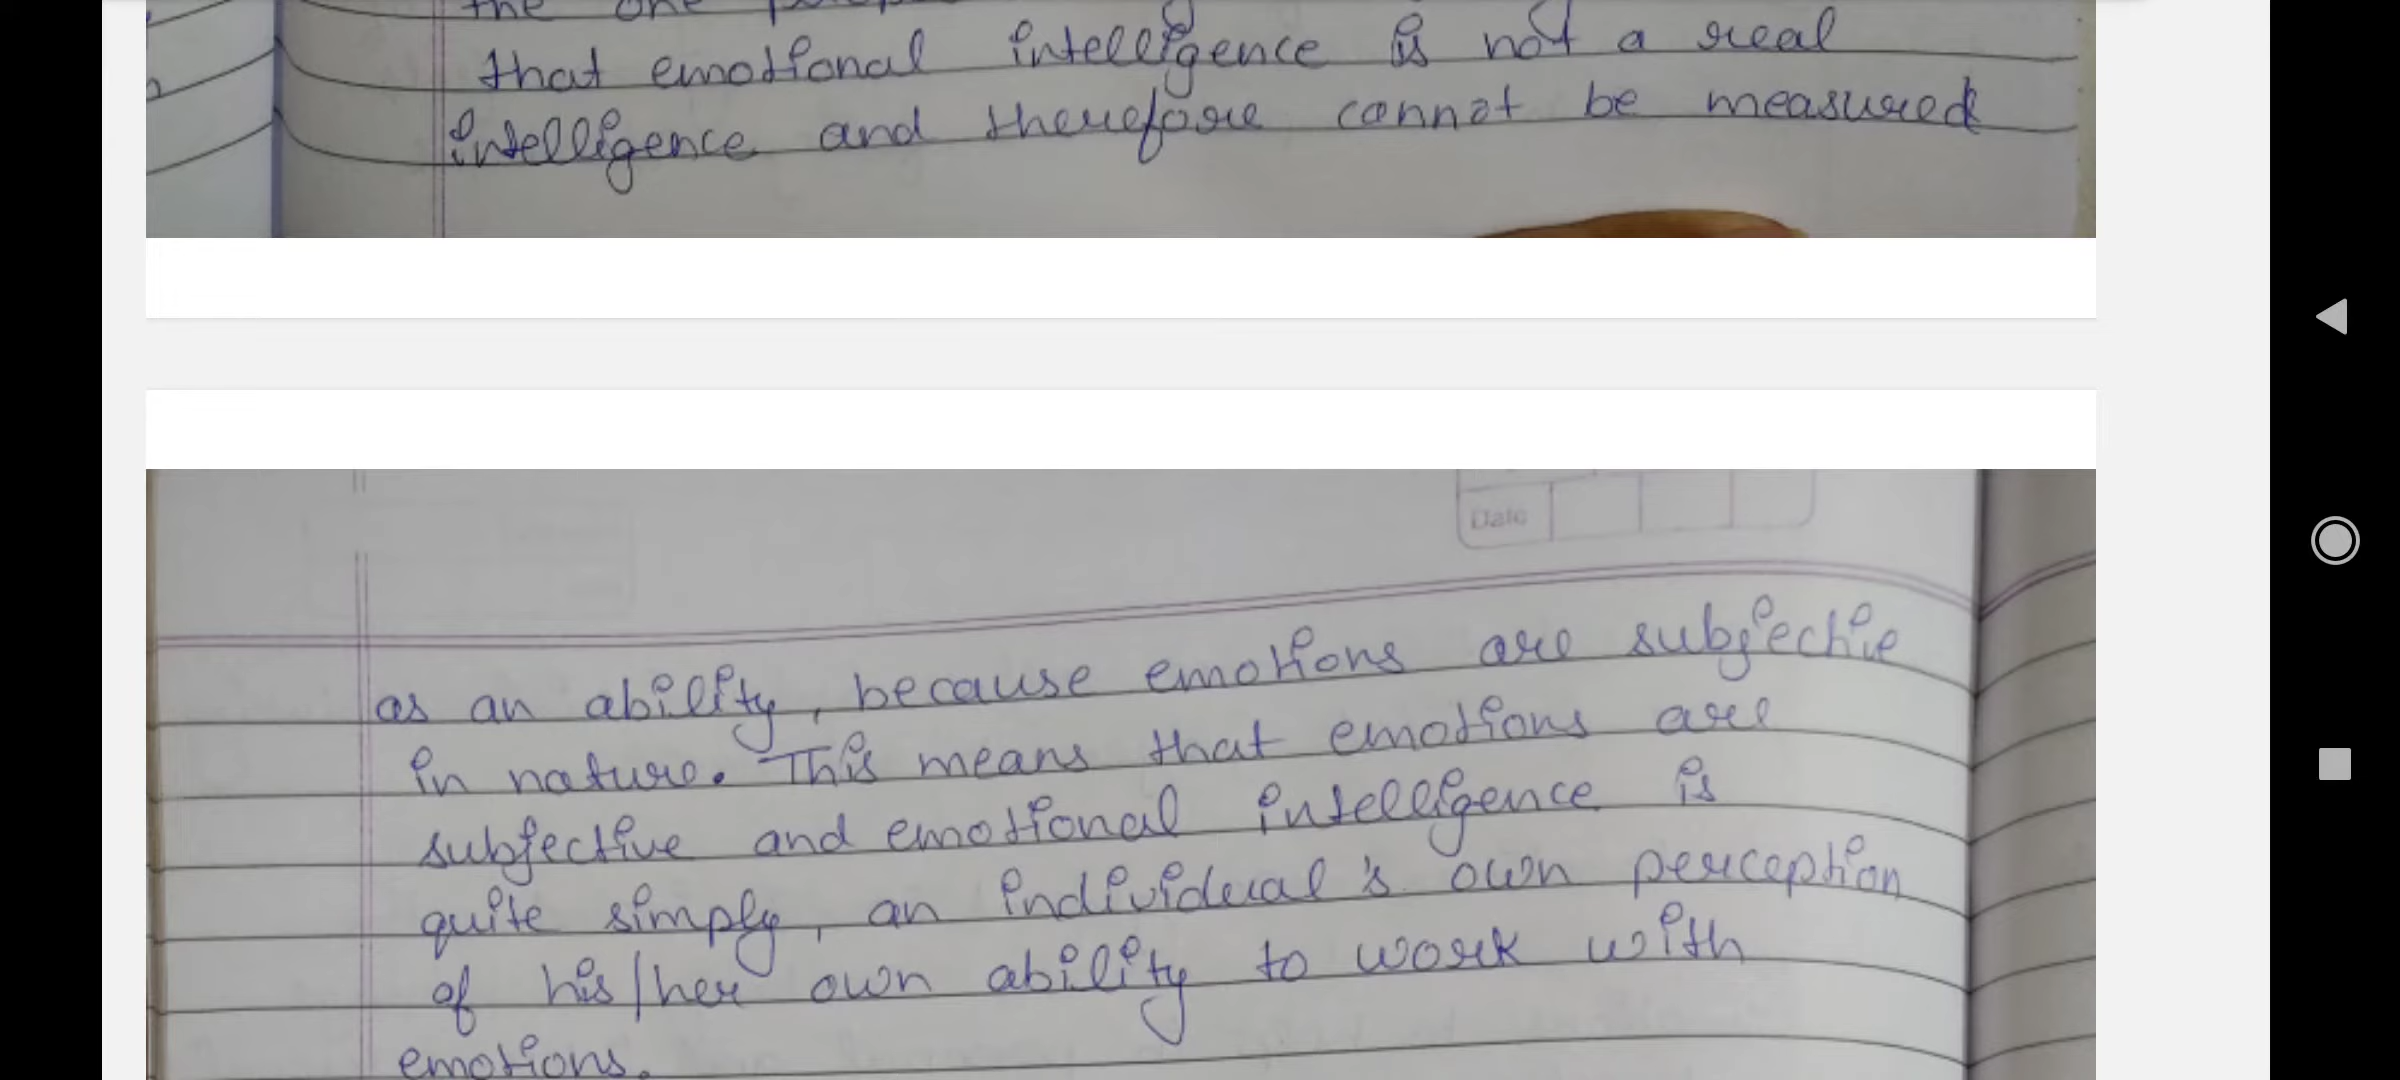 the one
that emotional intelligence is not a real
intelligence and therefore cannot be measured
Date
as an ability, because emotions are subjective
in nature. This means that emotions are
subjective and emotional intelligence is
quite simply, an individual's own perception
of his/her own ability to work with
emotions.